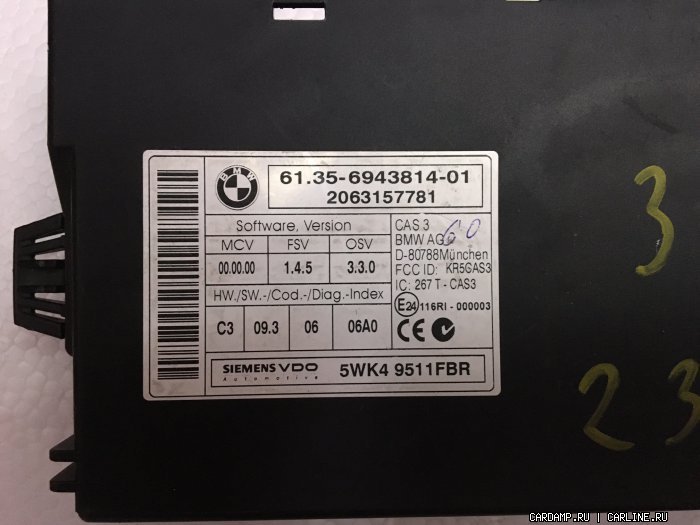 BMW
61.35-6943814-01
2063157781
Software, Version
MCV FSV OSV
00.00.00 1.4.5 3.3.0
HW./SW.-/Cod.-/Diag.-Index
C3 09.3 06 06A0
CAS 3
BMW AG
60
D-80788München
FCC ID: KR5GAS3
IC: 267 T - CAS3
E24 116RI - 000003
CE
SIEMENS VDO
Automotive
5WK4 9511FBR
3
23
CARDAMP.RU | CARLINE.RU